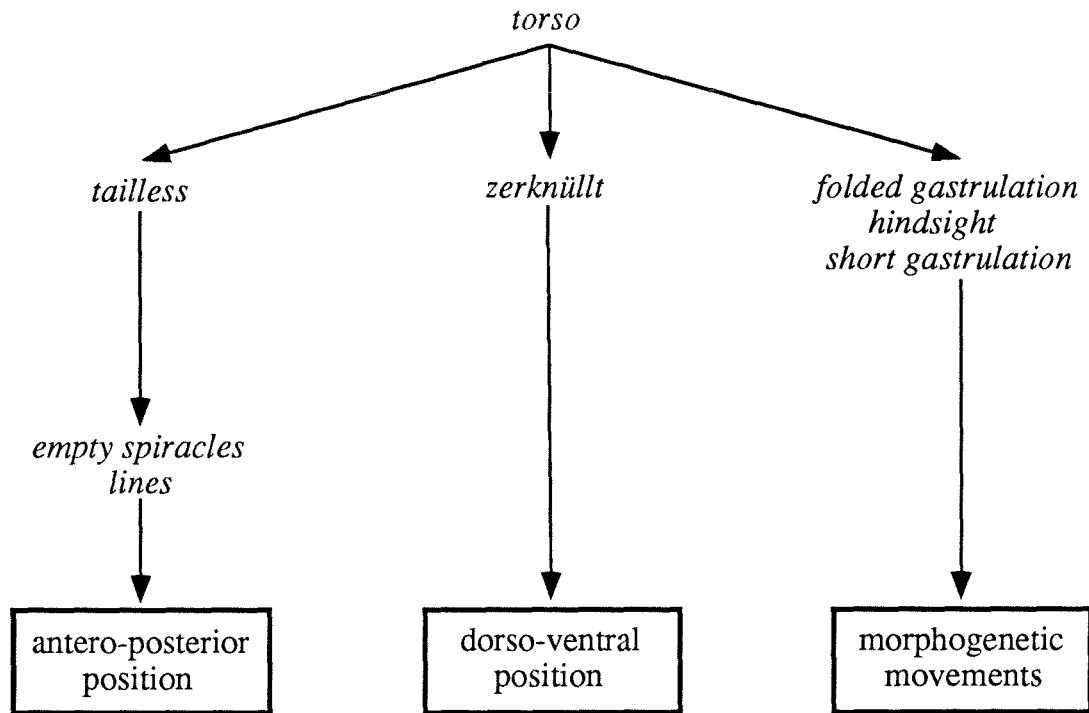 torso
tailless
zerknüllt
folded gastrulation
hindsight
short gastrulation
empty spiracles
lines
antero-posterior
position
dorso-ventral
position
morphogenetic
movements